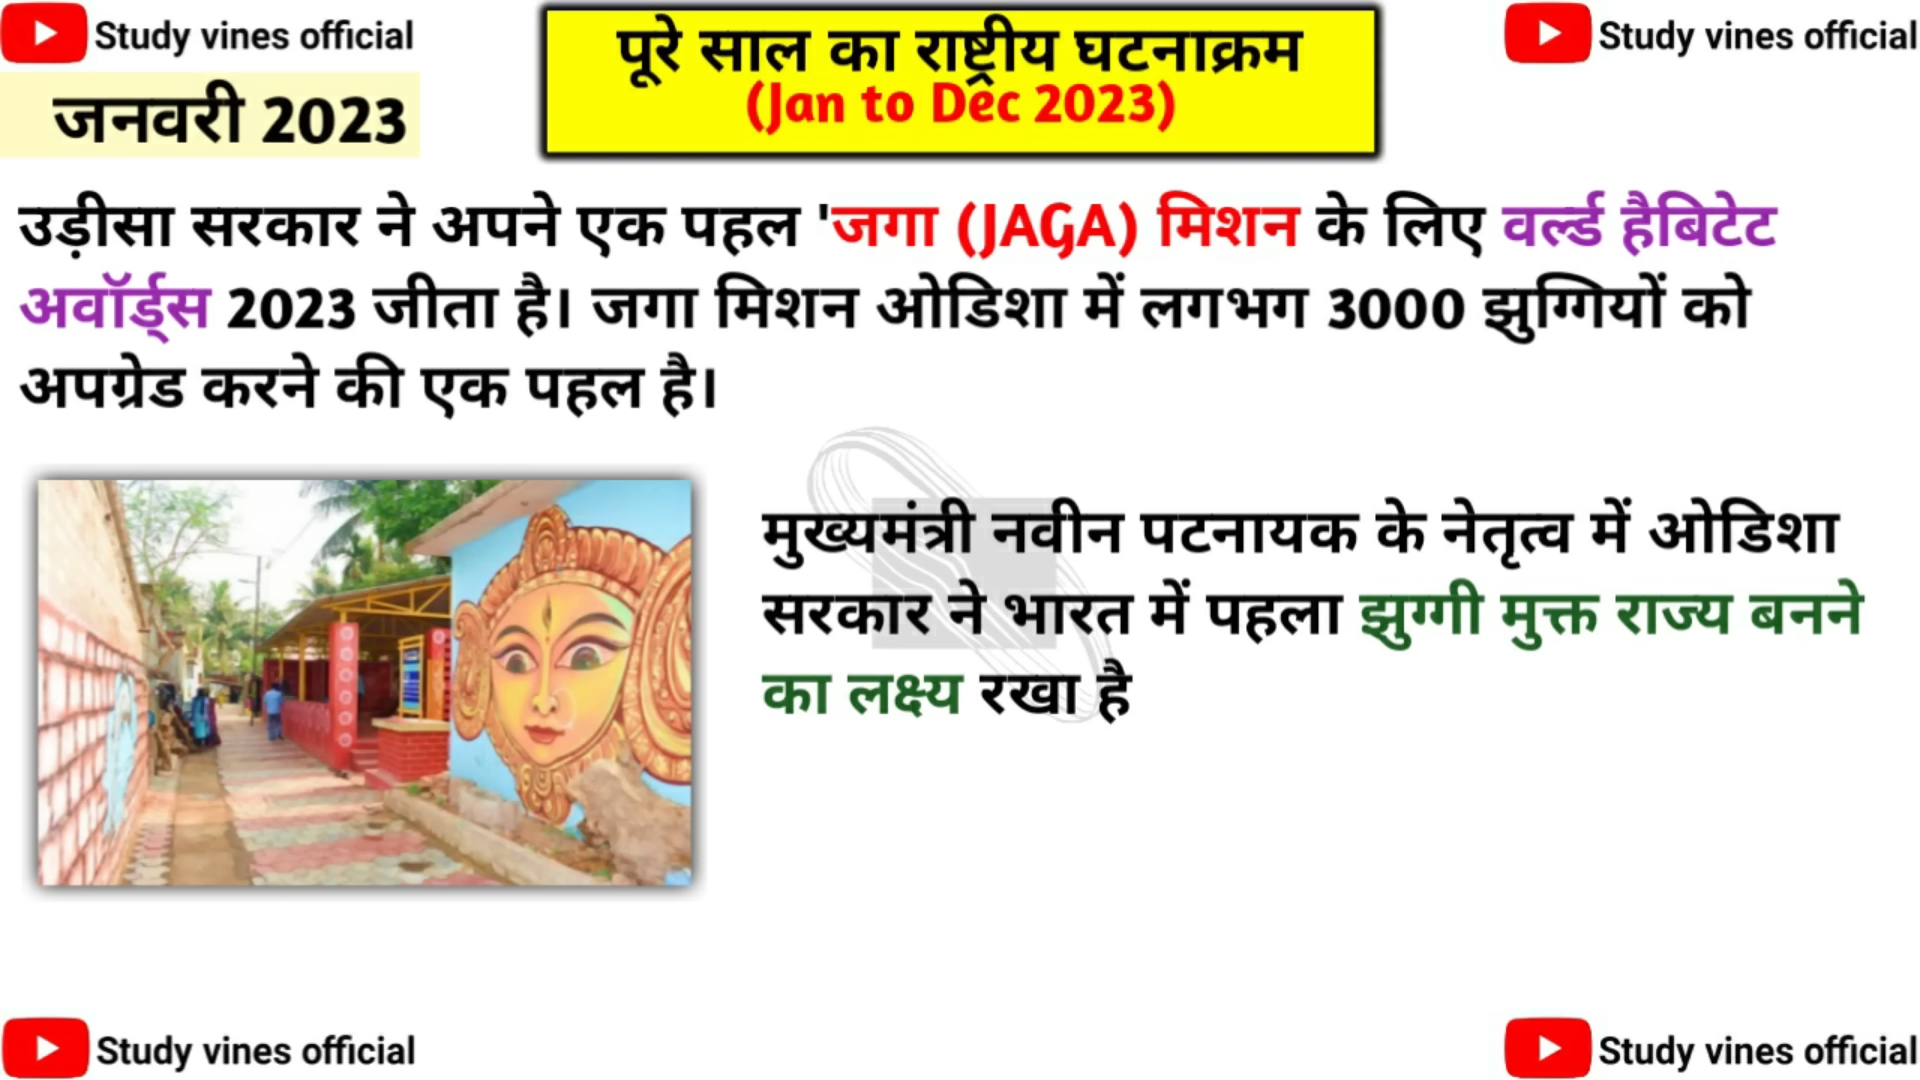 Study vines official
पूरे साल का राष्ट्रीय घटनाक्रम
(Jan to Dec 2023)
Study vines official
जनवरी 2023
उड़ीसा सरकार ने अपने एक पहल 'जगा (JAGA) मिशन के लिए वर्ल्ड हैबिटेट
अवॉर्ड्स 2023 जीता है। जगा मिशन ओडिशा में लगभग 3000 झुग्गियों को
अपग्रेड करने की एक पहल है।
मुख्यमंत्री नवीन पटनायक के नेतृत्व में ओडिशा
सरकार ने भारत में पहला झुग्गी मुक्त राज्य बनने
का लक्ष्य रखा है
Study vines official
Study vines official